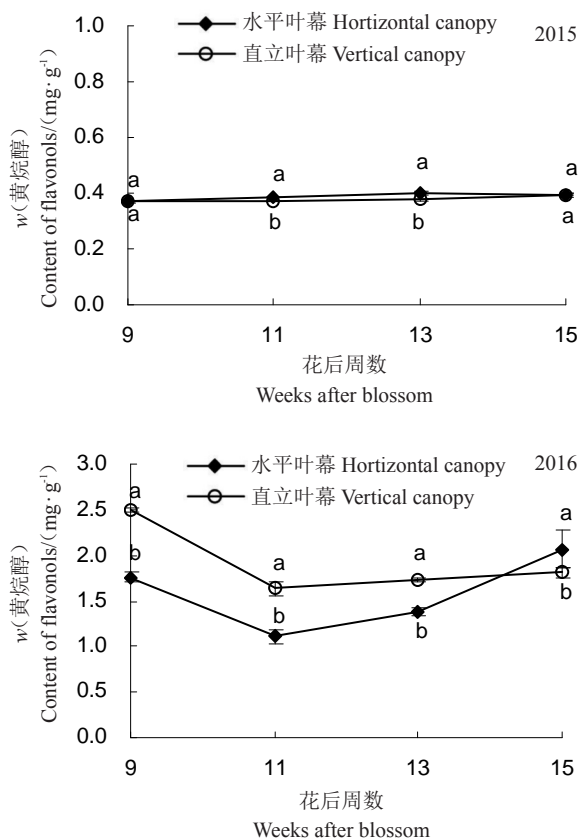 水平叶幕 Hortizontal canopy
直立叶幕 Vertical canopy
2015
w(黄烷醇)
Content of flavonols/(mg·g⁻¹)
1.0
0.8
0.6
0.4
0.2
0.0
a
a
a
a
a
b
b
a
9 11 13 15
花后周数
Weeks after blossom
水平叶幕 Hortizontal canopy
直立叶幕 Vertical canopy
2016
w(黄烷醇)
Content of flavonols/(mg·g⁻¹)
3.0
2.5
2.0
1.5
1.0
0.5
0.0
a
b
a
b
a
b
a
b
9 11 13 15
花后周数
Weeks after blossom